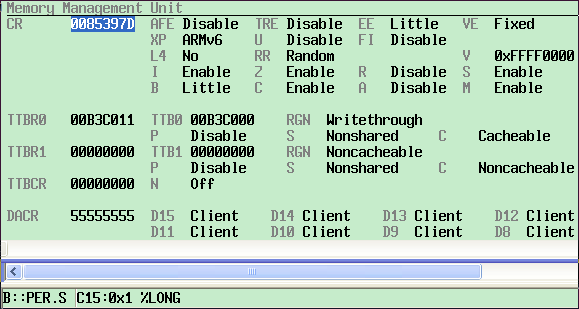 Memory Management Unit
CR 0085397D AFE Disable TRE Disable EE Little VE Fixed
XP ARMv6 U Disable FI Disable
L4 No RR Random V 0xFFFF0000
I Enable Z Enable R Disable S Enable
B Little C Enable A Disable M Enable
TTBR0 00B3C011 TTB0 00B3C000 RGN Writethrough
P Disable S Nonshared C Cacheable
TTBR1 00000000 TTB1 00000000 RGN Noncacheable
P Disable S Nonshared C Noncacheable
TTBCR 00000000 N Off
DACR 55555555 D15 Client D14 Client D13 Client D12 Client
D11 Client D10 Client D9 Client D8 Client
B::PER.S C15:0x1 %LONG